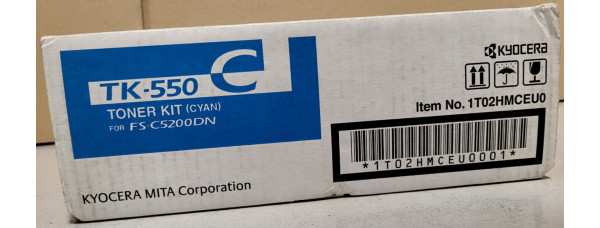 TK-550 C
TONER KIT (CYAN)
FOR FS-C5200DN
KYOCERA MITA Corporation
KYOCERA
Item No. 1T02HMCEU0
*1T02HMCEU0001*